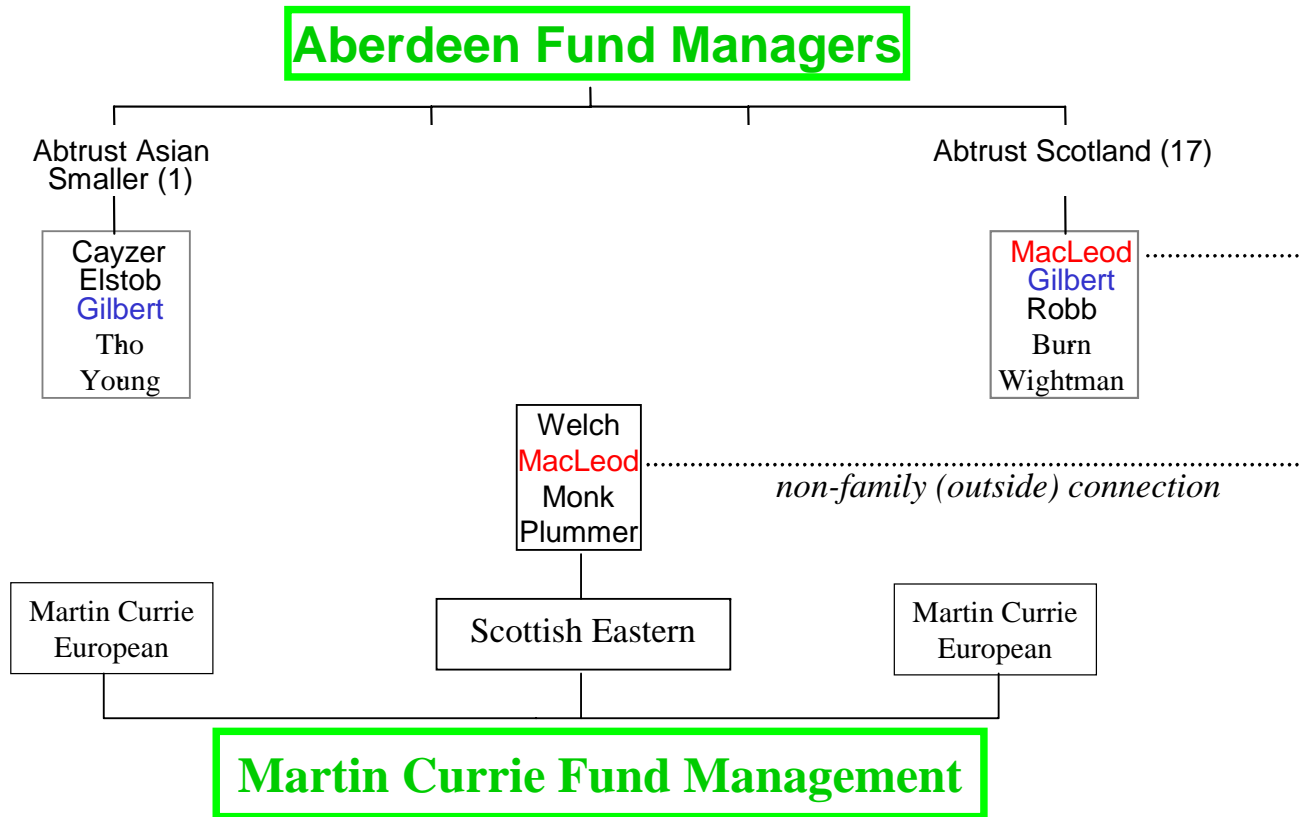 Aberdeen Fund Managers
Abtrust Asian
Smaller (1)
Abtrust Scotland (17)
Cayzer
Elstob
Gilbert
Tho
Young
MacLeod
Gilbert
Robb
Burn
Wightman
Welch
MacLeod
Monk
Plummer
non-family (outside) connection
Martin Currie
European
Scottish Eastern
Martin Currie
European
Martin Currie Fund Management